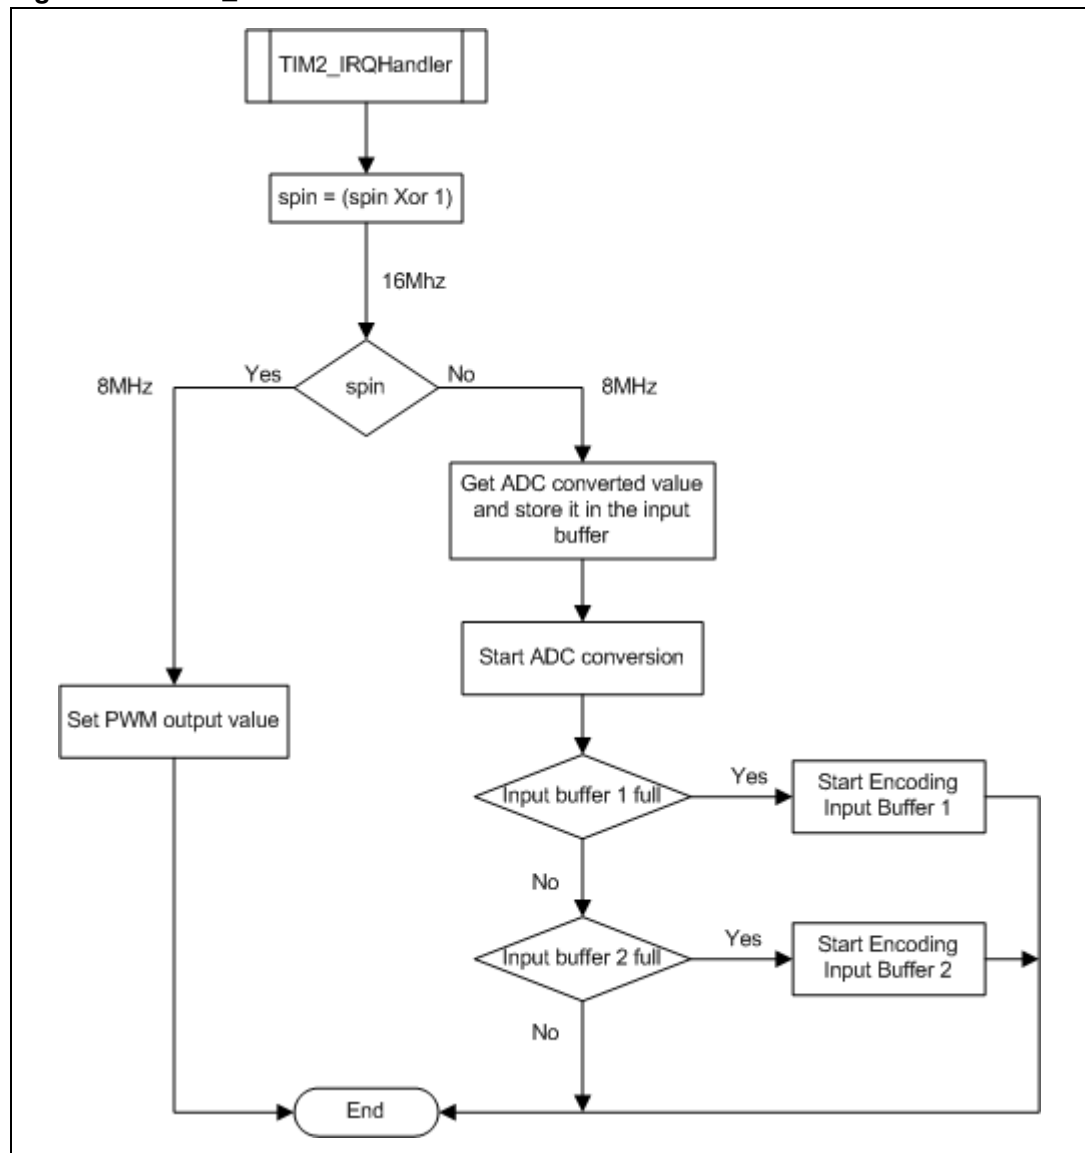 TIM2_IRQHandler
spin = (spin Xor 1)
16Mhz
8MHz
Yes
spin
No
8MHz
Get ADC converted value
and store it in the input
buffer
Start ADC conversion
Set PWM output value
Input buffer 1 full
Yes
Start Encoding
Input Buffer 1
No
Input buffer 2 full
Yes
Start Encoding
Input Buffer 2
No
End